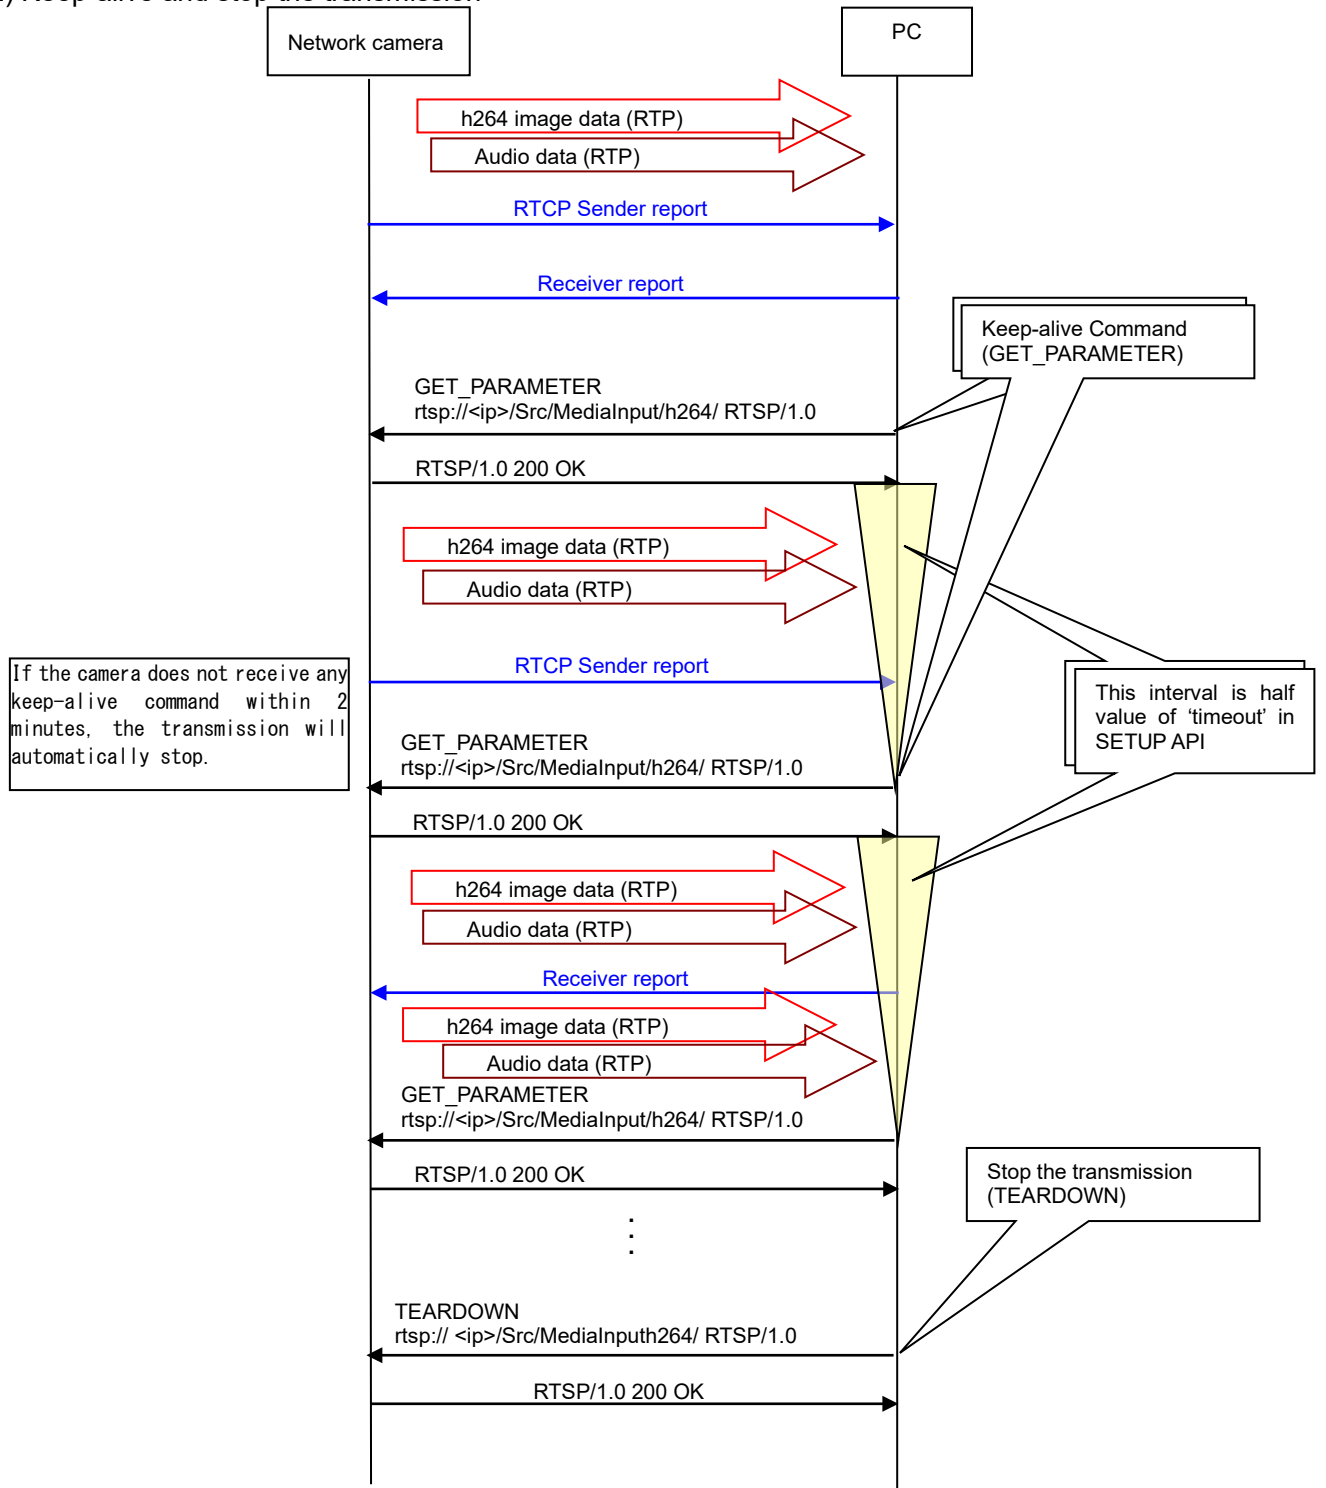 ) Keep-alive and stop the transmission
Network camera
PC
h264 image data (RTP)
Audio data (RTP)
RTCP Sender report
Receiver report
Keep-alive Command
(GET_PARAMETER)
GET_PARAMETER
rtsp://<ip>/Src/MediaInput/h264/ RTSP/1.0
RTSP/1.0 200 OK
h264 image data (RTP)
Audio data (RTP)
If the camera does not receive any
keep-alive command within 2
minutes, the transmission will
automatically stop.
RTCP Sender report
This interval is half
value of ‘timeout’ in
SETUP API
GET_PARAMETER
rtsp://<ip>/Src/MediaInput/h264/ RTSP/1.0
RTSP/1.0 200 OK
h264 image data (RTP)
Audio data (RTP)
Receiver report
h264 image data (RTP)
Audio data (RTP)
GET_PARAMETER
rtsp://<ip>/Src/MediaInput/h264/ RTSP/1.0
RTSP/1.0 200 OK
Stop the transmission
(TEARDOWN)
TEARDOWN
rtsp:// <ip>/Src/MediaInputh264/ RTSP/1.0
RTSP/1.0 200 OK